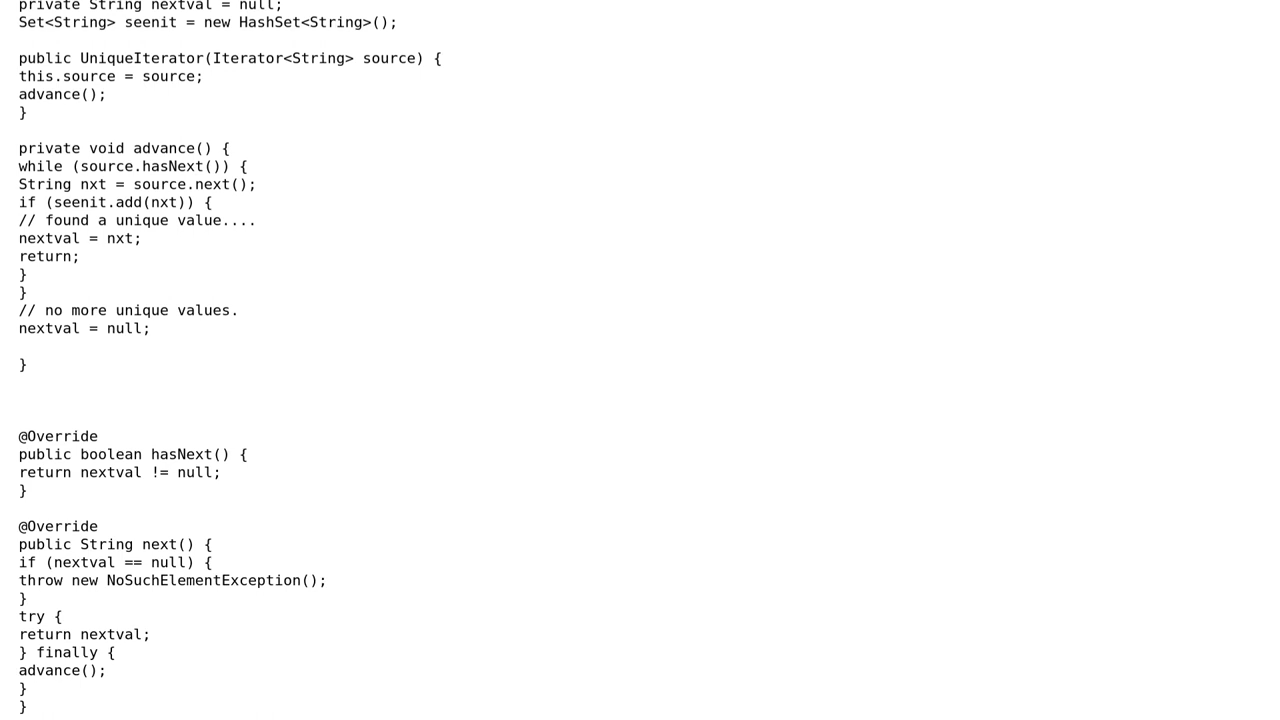 private String nextval = null;
Set<String> seenit = new HashSet<String>();
public UniqueIterator(Iterator<String> source) {
this.source = source;
advance();
}
private void advance() {
while (source.hasNext()) {
String nxt = source.next();
if (seenit.add(nxt)) {
// found a unique value....
nextval = nxt;
return;
}
}
// no more unique values.
nextval = null;
}
@Override
public boolean hasNext() {
return nextval != null;
}
@Override
public String next() {
if (nextval == null) {
throw new NoSuchElementException();
}
try {
return nextval;
} finally {
advance();
}
}